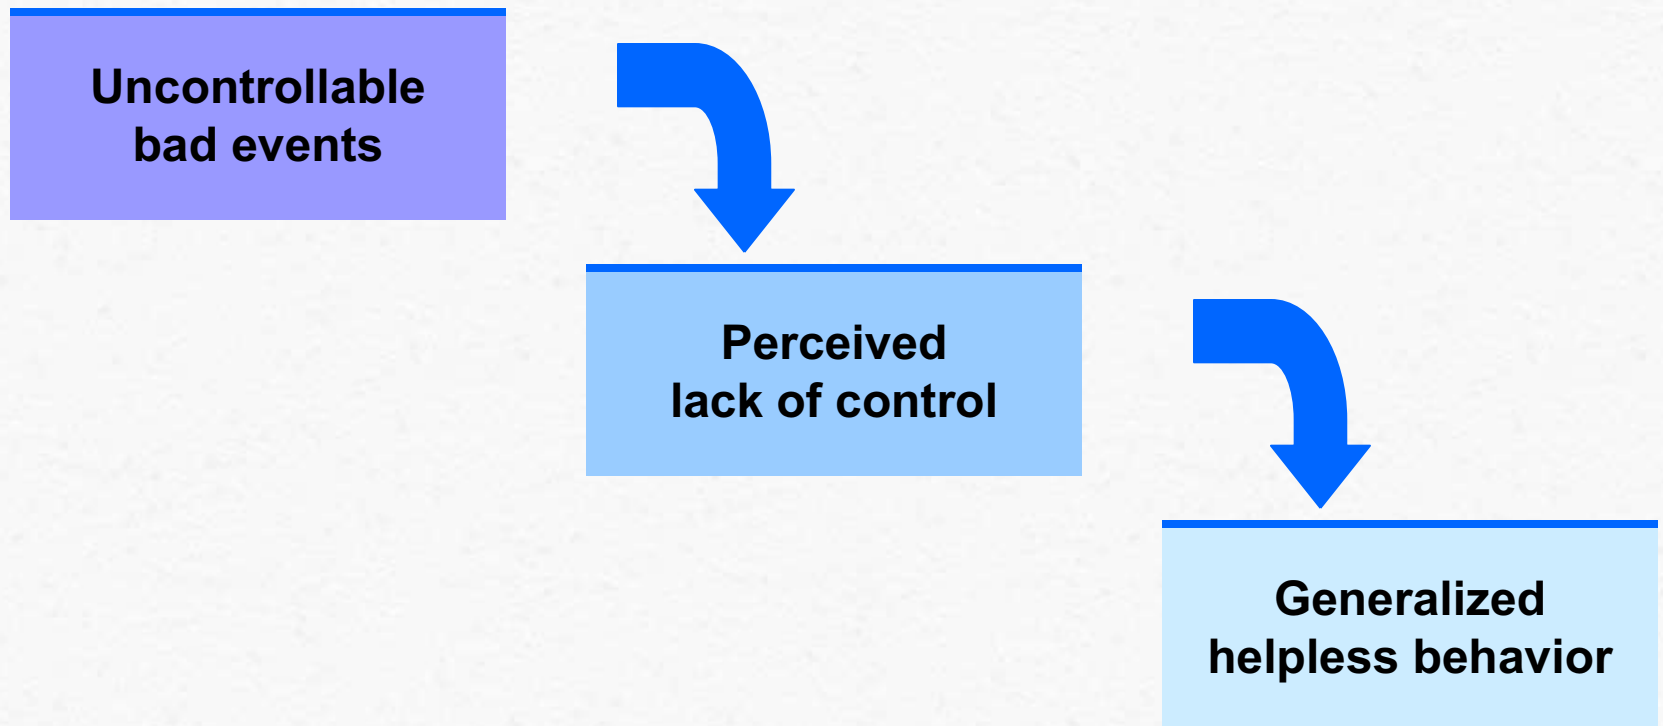 Uncontrollable
bad events
Perceived
lack of control
Generalized
helpless behavior